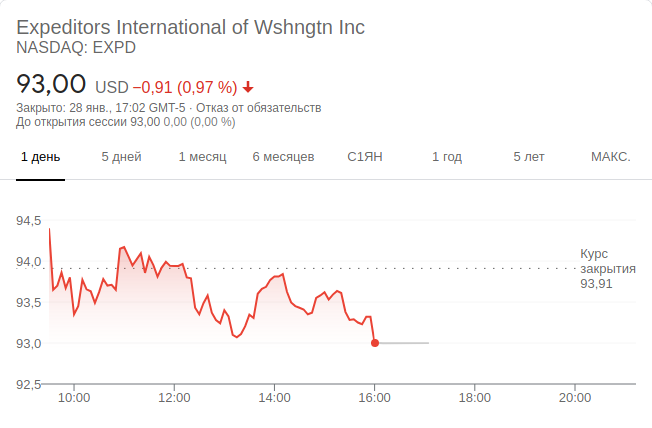 Expeditors International of Wshngtn Inc
NASDAQ: EXPD
93,00 USD −0,91 (0,97 %)
Закрыто: 28 янв., 17:02 GMT-5 · Отказ от обязательств
До открытия сессии 93,00 0,00 (0,00 %)
1 день 5 дней 1 месяц 6 месяцев С1ЯН 1 год 5 лет МАКС.
94,5
94,0
93,5
93,0
92,5
Курс
закрытия
93,91
10:00 12:00 14:00 16:00 18:00 20:00